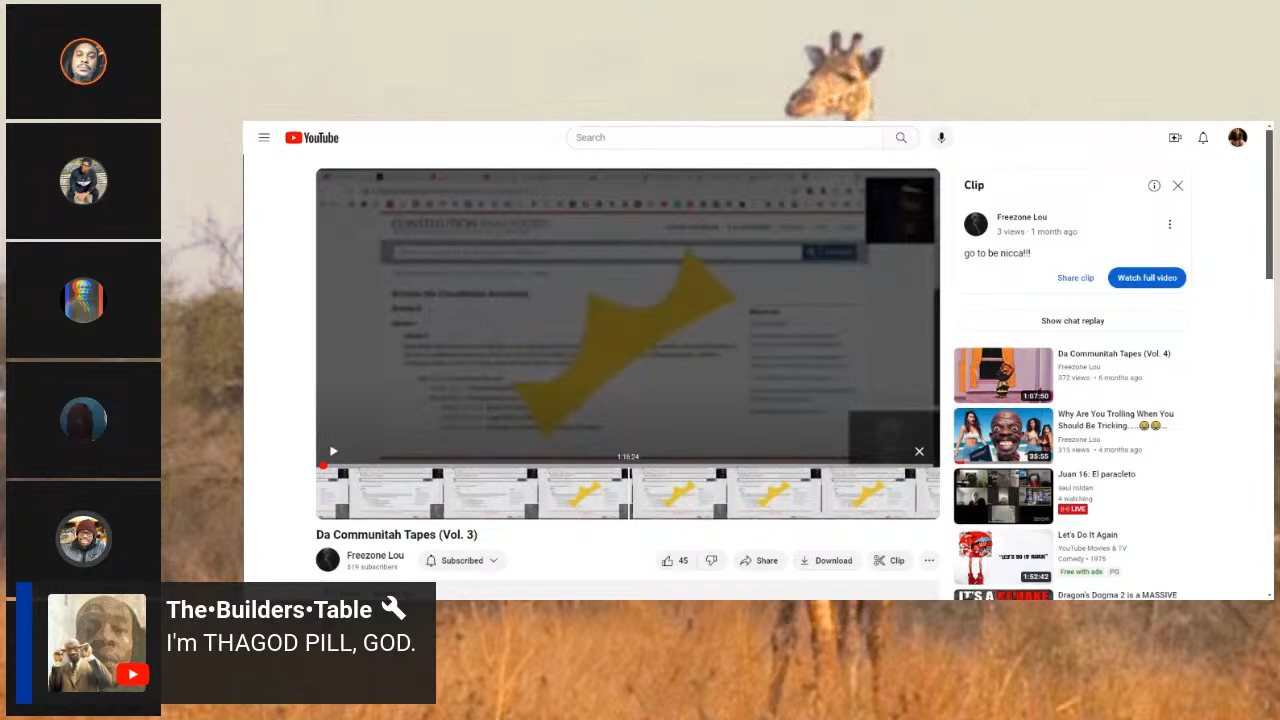 YouTube
Search
1:16:24
Da Communitah Tapes (Vol. 3)
Freezone Lou
519 subscribers
Subscribed
45
Share
Download
Clip
Clip
Freezone Lou
3 views · 1 month ago
go to be nicca!!!
Share clip
Watch full video
Show chat replay
Da Communitah Tapes (Vol. 4)
Freezone Lou
372 views • 6 months ago
1:07:50
Why Are You Trolling When You
Should Be Tricking.....😂😂...
Freezone Lou
315 views • 4 months ago
35:55
Juan 16: El paracleto
saul roldan
4 watching
LIVE
zoom
Let's Do It Again
YouTube Movies & TV
Comedy • 1975
Free with ads PG
"LET'S DO IT AGAIN"
1:52:42
Dragon's Dogma 2 is a MASSIVE
The•Builders•Table
I'm THAGOD PILL, GOD.